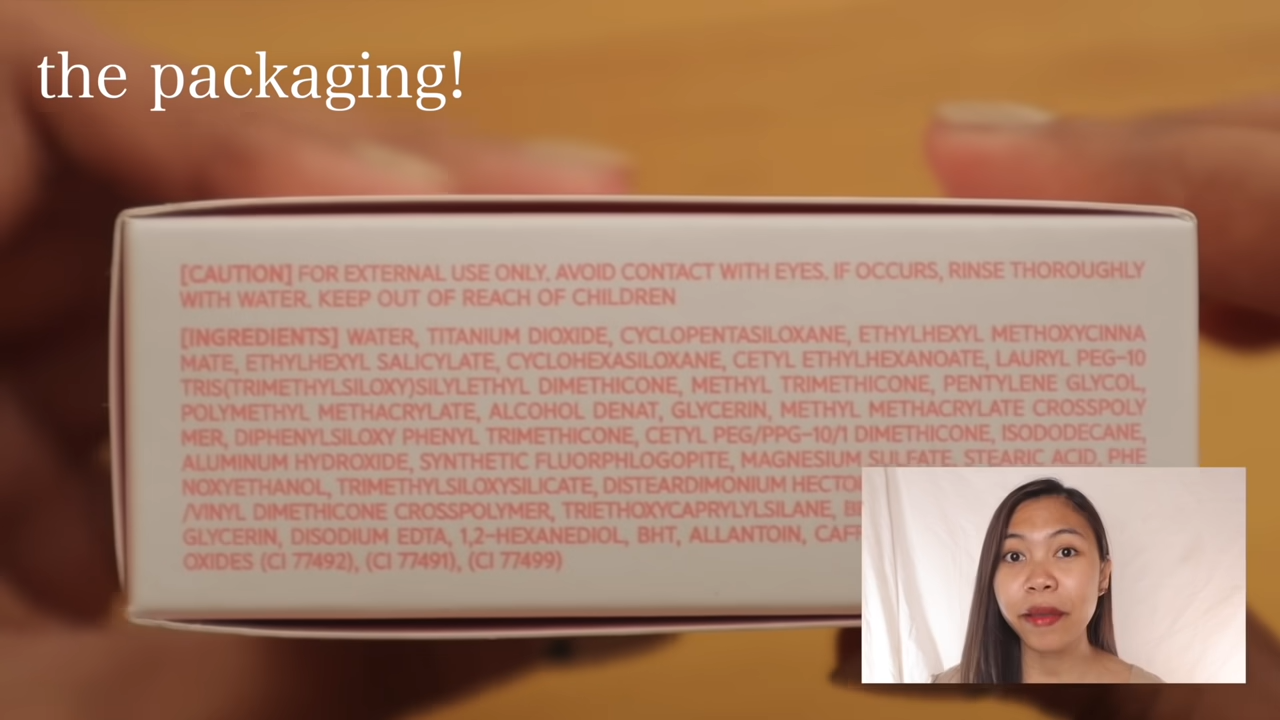 the packaging!
[CAUTION] FOR EXTERNAL USE ONLY. AVOID CONTACT WITH EYES. IF OCCURS, RINSE THOROUGHLY
WITH WATER. KEEP OUT OF REACH OF CHILDREN
[INGREDIENTS] WATER, TITANIUM DIOXIDE, CYCLOPENTASILOXANE, ETHYLHEXYL METHOXYCINNA
MATE, ETHYLHEXYL SALICYLATE, CYCLOHEXASILOXANE, CETYL ETHYLHEXANOATE, LAURYL PEG-10
TRIS(TRIMETHYLSILOXY)SILYLETHYL DIMETHICONE, METHYL TRIMETHICONE, PENTYLENE GLYCOL,
POLYMETHYL METHACRYLATE, ALCOHOL DENAT, GLYCERIN, METHYL METHACRYLATE CROSSPOLY
MER, DIPHENYLSILOXY PHENYL TRIMETHICONE, CETYL PEG/PPG-10/1 DIMETHICONE, ISODODECANE,
ALUMINUM HYDROXIDE, SYNTHETIC FLUORPHLOGOPITE, MAGNESIUM SULFATE, STEARIC ACID, PHE
NOXYETHANOL, TRIMETHYLSILOXYSILICATE, DISTEARDIMONIUM
/VINYL DIMETHICONE CROSSPOLYMER, TRIETHOXYCAPRYLYLSILANE,
GLYCERIN, DISODIUM EDTA, 1,2-HEXANEDIOL, BHT, ALLANTOIN,
OXIDES (CI 77492), (CI 77491), (CI 77499)